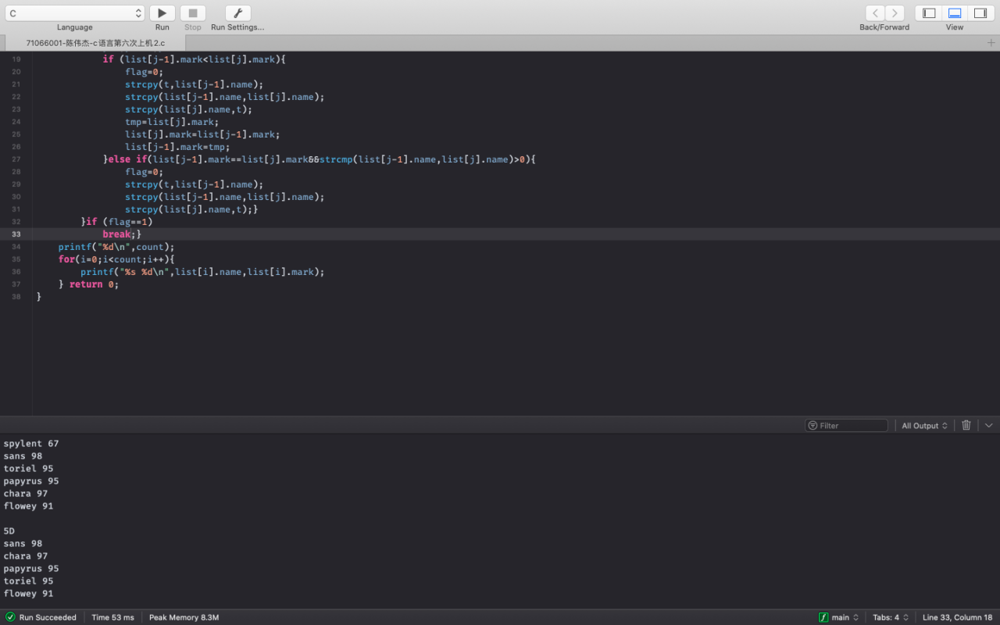 C
Language
Run
Stop
Run Settings...
Back/Forward
View
71066001-陈伟杰-c语言第六次上机2.c
19 if (list[j-1].mark<list[j].mark){
20 flag=0;
21 strcpy(t,list[j-1].name);
22 strcpy(list[j-1].name,list[j].name);
23 strcpy(list[j].name,t);
24 tmp=list[j].mark;
25 list[j].mark=list[j-1].mark;
26 list[j-1].mark=tmp;
27 }else if(list[j-1].mark==list[j].mark&&strcmp(list[j-1].name,list[j].name)>0){
28 flag=0;
29 strcpy(t,list[j-1].name);
30 strcpy(list[j-1].name,list[j].name);
31 strcpy(list[j].name,t);}
32 }if (flag==1)
33 break;}
34 printf("%d\n",count);
35 for(i=0;i<count;i++){
36 printf("%s %d\n",list[i].name,list[i].mark);
37 } return 0;
38 }
Filter
All Output
spylent 67
sans 98
toriel 95
papyrus 95
chara 97
flowey 91
5D
sans 98
chara 97
papyrus 95
toriel 95
flowey 91
Run Succeeded
Time 53 ms
Peak Memory 8.3M
f main
Tabs: 4
Line 33, Column 18